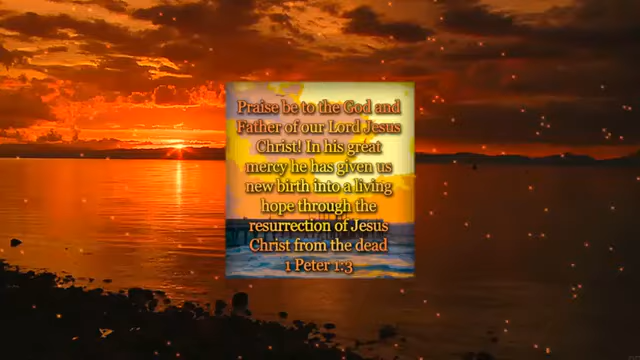 Praise be to the God and
Father of our Lord Jesus
Christ! In his great
mercy he has given us
new birth into a living
hope through the
resurrection of Jesus
Christ from the dead
1 Peter 1:3